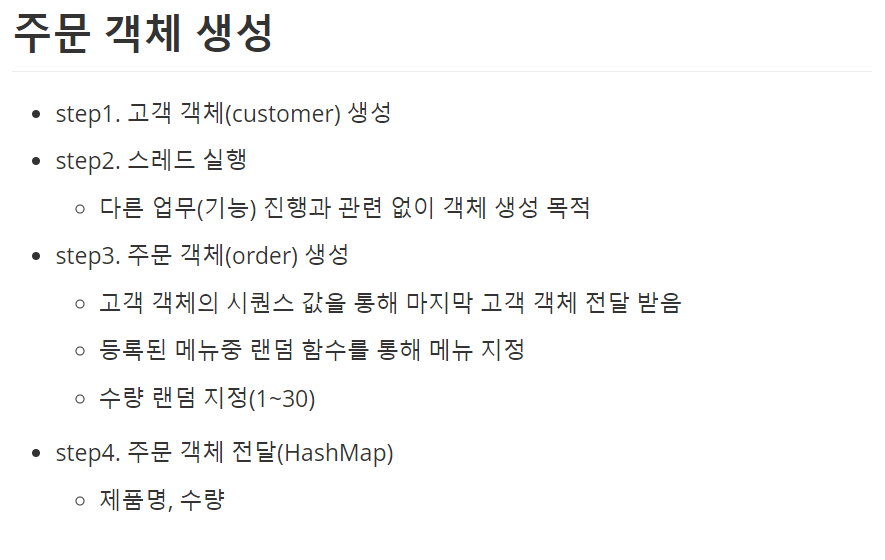 주문 객체 생성
step1. 고객 객체(customer) 생성
step2. 스레드 실행
다른 업무(기능) 진행과 관련 없이 객체 생성 목적
step3. 주문 객체(order) 생성
고객 객체의 시퀀스 값을 통해 마지막 고객 객체 전달 받음
등록된 메뉴중 랜덤 함수를 통해 메뉴 지정
수량 랜덤 지정(1~30)
step4. 주문 객체 전달(HashMap)
제품명, 수량